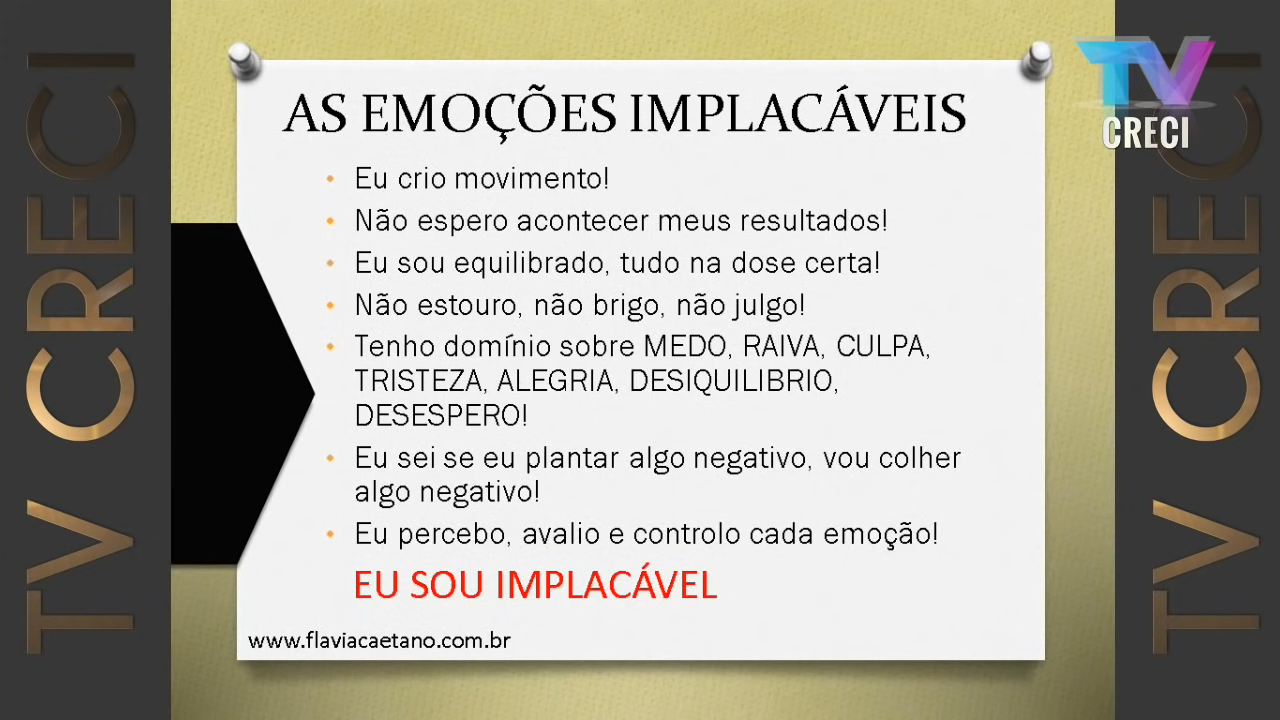 TV CRECI
TV
CRECI
AS EMOÇÕES IMPLACÁVEIS
• Eu crio movimento!
• Não espero acontecer meus resultados!
• Eu sou equilibrado, tudo na dose certa!
• Não estouro, não brigo, não julgo!
• Tenho domínio sobre MEDO, RAIVA, CULPA,
TRISTEZA, ALEGRIA, DESIQUILIBRIO,
DESESPERO!
• Eu sei se eu plantar algo negativo, vou colher
algo negativo!
• Eu percebo, avalio e controlo cada emoção!
EU SOU IMPLACÁVEL
www.flaviacaetano.com.br
TV CRECI